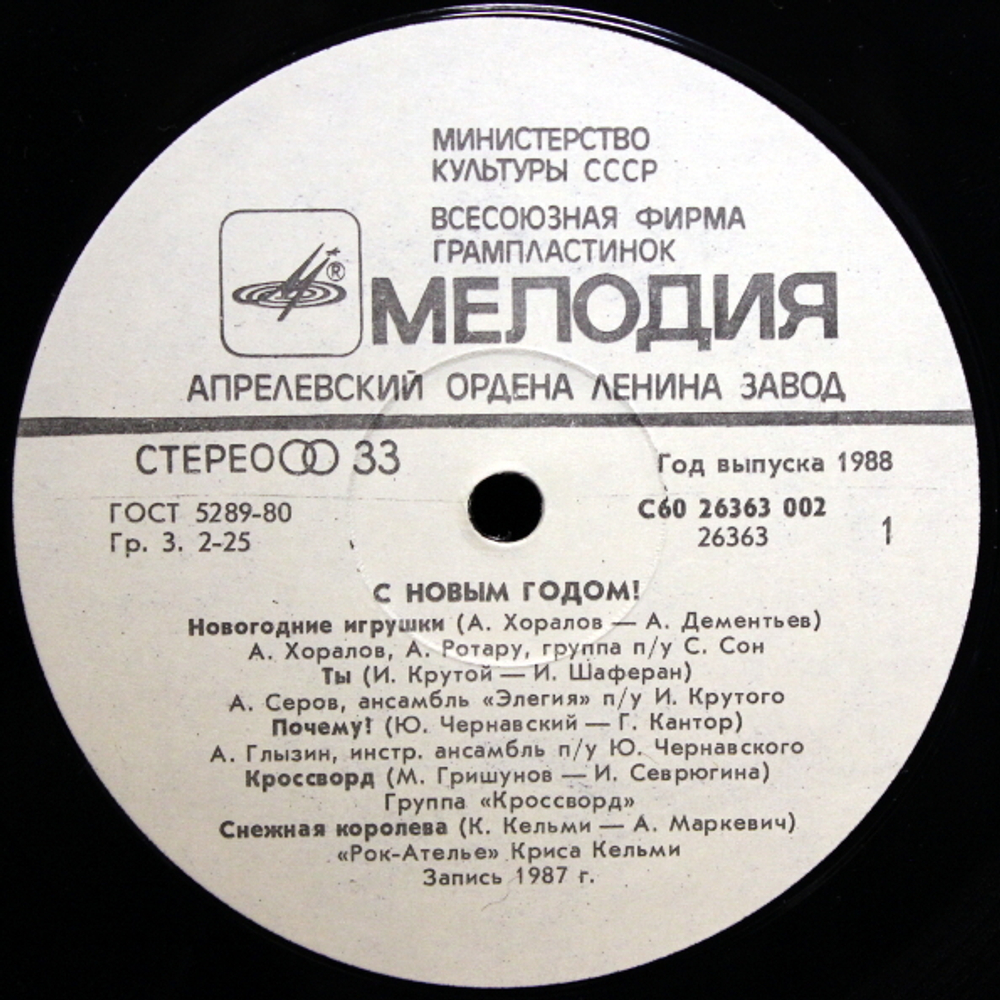 МИНИСТЕРСТВО
КУЛЬТУРЫ СССР
ВСЕСОЮЗНАЯ ФИРМА
ГРАМПЛАСТИНОК
®
МЕЛОДИЯ
АПРЕЛЕВСКИЙ ОРДЕНА ЛЕНИНА ЗАВОД
СТЕРЕО 33
Год выпуска 1988
ГОСТ 5289-80
Гр. 3. 2-25
С60 26363 002
26363
1
С НОВЫМ ГОДОМ!
Новогодние игрушки (А. Хоралов — А. Дементьев)
А. Хоралов, А. Ротару, группа п/у С. Сон
Ты (И. Крутой — И. Шаферан)
А. Серов, ансамбль «Элегия» п/у И. Крутого
Почему? (Ю. Чернавский — Г. Кантор)
А. Глызин, инстр. ансамбль п/у Ю. Чернавского
Кроссворд (М. Гришунов — И. Севрюгина)
Группа «Кроссворд»
Снежная королева (К. Кельми — А. Маркевич)
«Рок-Ателье» Криса Кельми
Запись 1987 г.